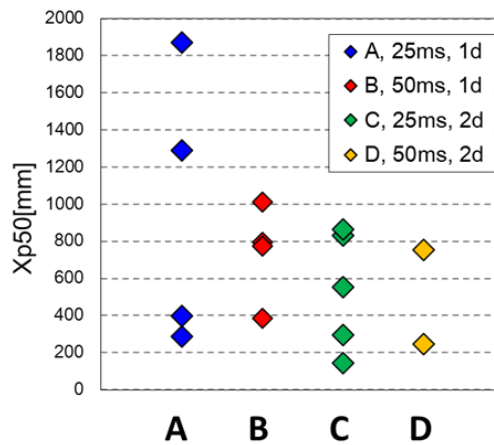 2000
1800
1600
1400
1200
1000
800
600
400
200
0
Xp50[mm]
A, 25ms, 1d
B, 50ms, 1d
C, 25ms, 2d
D, 50ms, 2d
A B C D